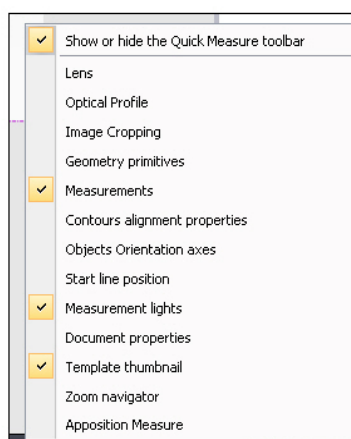 Show or hide the Quick Measure toolbar
Lens
Optical Profile
Image Cropping
Geometry primitives
Measurements
Contours alignment properties
Objects Orientation axes
Start line position
Measurement lights
Document properties
Template thumbnail
Zoom navigator
Apposition Measure